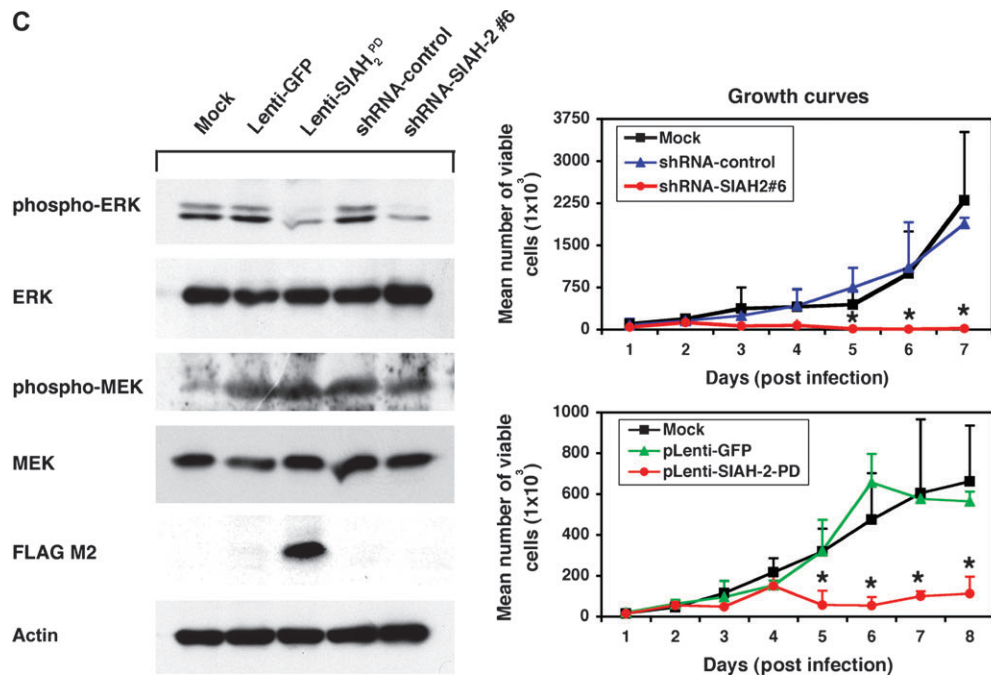 C
Mock
Lenti-GFP
Lenti-SIAH2 PD
shRNA-control
shRNA-SIAH-2 #6
phospho-ERK
ERK
phospho-MEK
MEK
FLAG M2
Actin
Growth curves
Mean number of viable
cells (1x10³)
3750
3000
2250
1500
750
0
Mock
shRNA-control
shRNA-SIAH2#6
* * *
1 2 3 4 5 6 7
Days (post infection)
Mean number of viable
cells (1x10³)
1000
800
600
400
200
0
Mock
pLenti-GFP
pLenti-SIAH-2-PD
* * * *
1 2 3 4 5 6 7 8
Days (post infection)